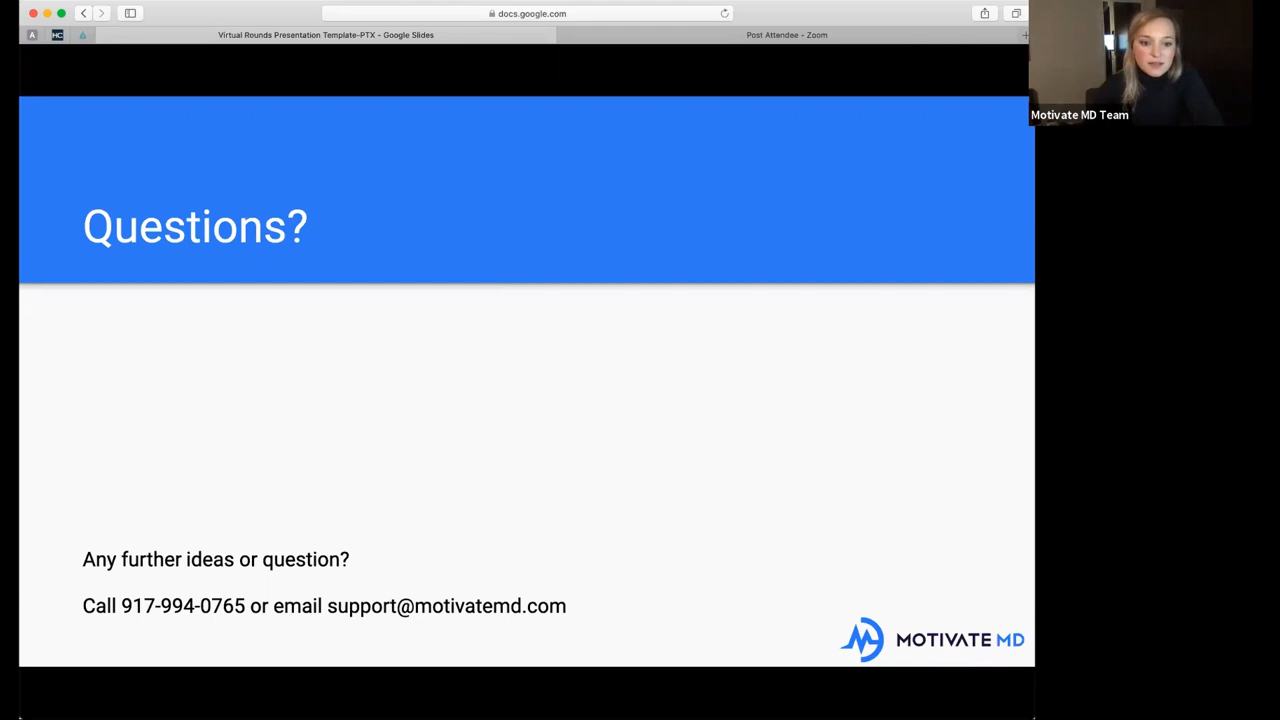 docs.google.com
A
HC
Virtual Rounds Presentation Template-PTX - Google Slides
Post Attendee - Zoom
Motivate MD Team
Questions?
Any further ideas or question?
Call 917-994-0765 or email support@motivatemd.com
MOTIVATE MD